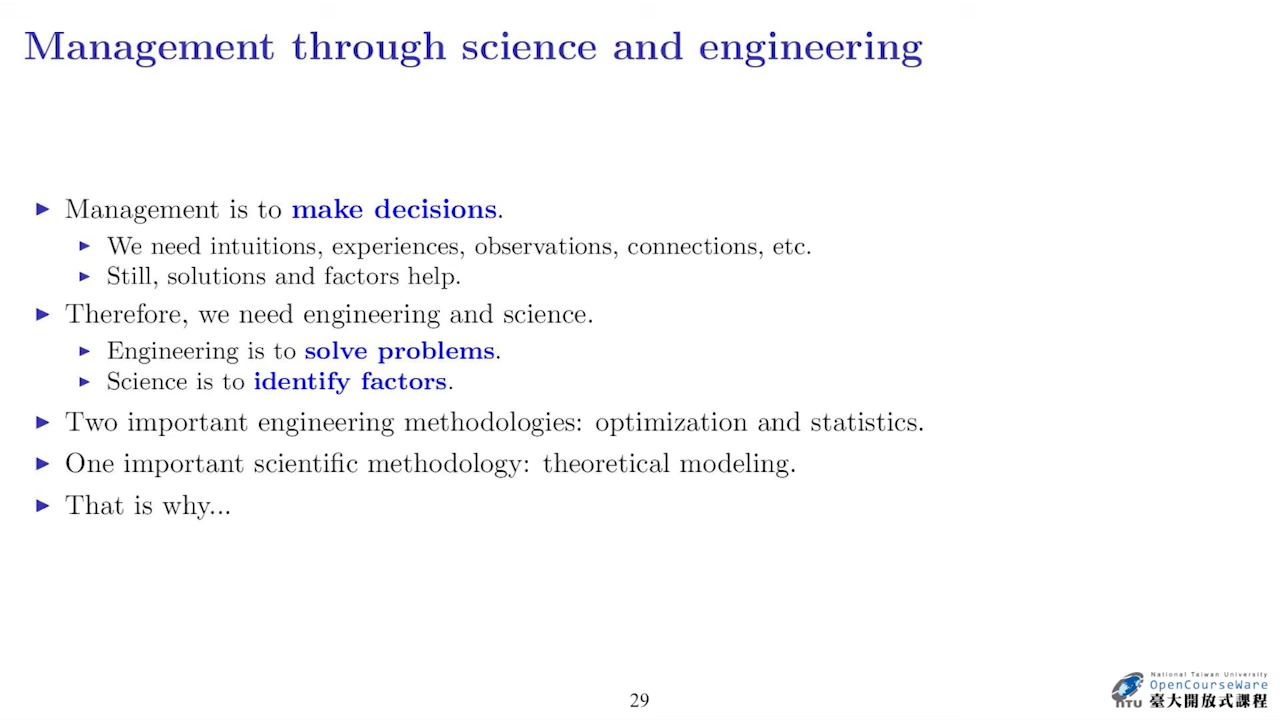 Management through science and engineering
Management is to make decisions.
We need intuitions, experiences, observations, connections, etc.
Still, solutions and factors help.
Therefore, we need engineering and science.
Engineering is to solve problems.
Science is to identify factors.
Two important engineering methodologies: optimization and statistics.
One important scientific methodology: theoretical modeling.
That is why...
29
National Taiwan University
OpenCourseWare
NTU 臺大開放式課程